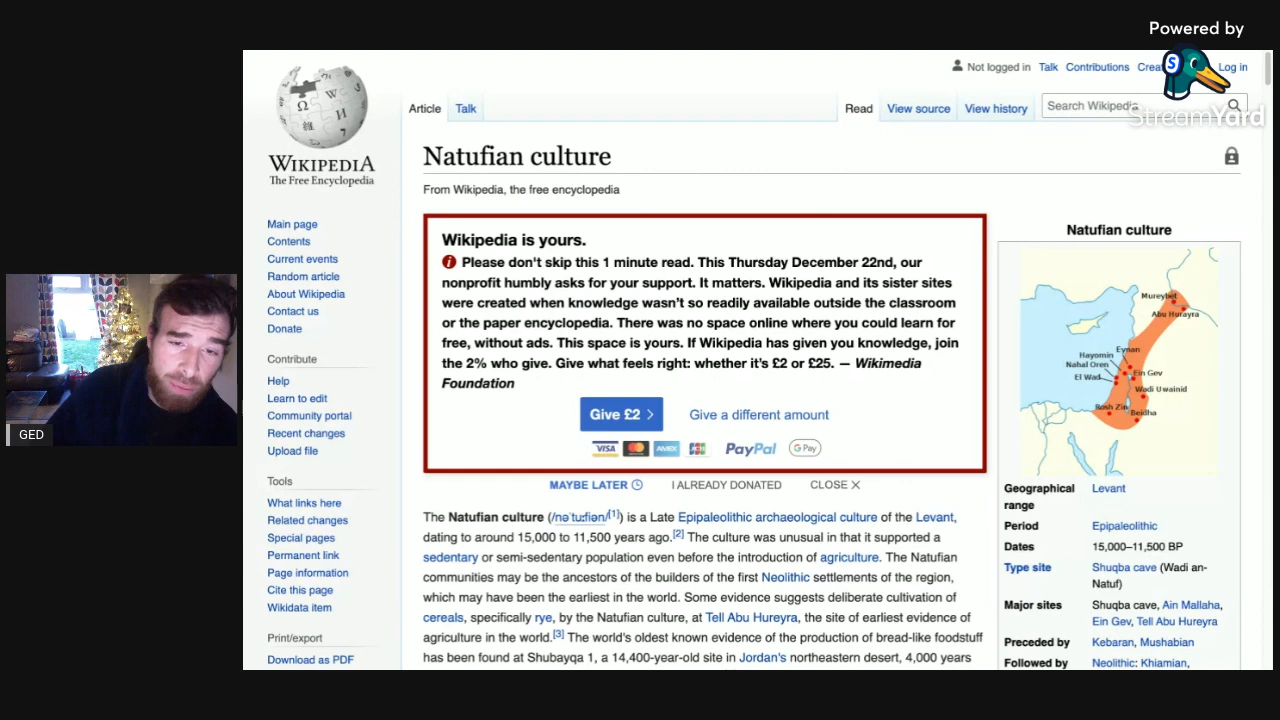 Powered by
StreamYard
Not logged in Talk Contributions Log in
Article Talk
Read View source View history
Search Wikipedia
WIKIPEDIA
The Free Encyclopedia
Main page
Contents
Current events
Random article
About Wikipedia
Contact us
Donate
Contribute
Help
Learn to edit
Community portal
Recent changes
Upload file
Tools
What links here
Related changes
Special pages
Permanent link
Page information
Cite this page
Wikidata item
Print/export
Download as PDF
Natufian culture
From Wikipedia, the free encyclopedia
Wikipedia is yours.
Please don't skip this 1 minute read. This Thursday December 22nd, our
nonprofit humbly asks for your support. It matters. Wikipedia and its sister sites
were created when knowledge wasn't so readily available outside the classroom
or the paper encyclopedia. There was no space online where you could learn for
free, without ads. This space is yours. If Wikipedia has given you knowledge, join
the 2% who give. Give what feels right: whether it's £2 or £25. — Wikimedia
Foundation
Give £2 >
Give a different amount
VISA AMEX JCB PayPal G Pay
MAYBE LATER I ALREADY DONATED CLOSE X
The Natufian culture (/nəˈtuːfiən/[1]) is a Late Epipaleolithic archaeological culture of the Levant,
dating to around 15,000 to 11,500 years ago.[2] The culture was unusual in that it supported a
sedentary or semi-sedentary population even before the introduction of agriculture. The Natufian
communities may be the ancestors of the builders of the first Neolithic settlements of the region,
which may have been the earliest in the world. Some evidence suggests deliberate cultivation of
cereals, specifically rye, by the Natufian culture, at Tell Abu Hureyra, the site of earliest evidence of
agriculture in the world.[3] The world's oldest known evidence of the production of bread-like foodstuff
has been found at Shubayqa 1, a 14,400-year-old site in Jordan's northeastern desert, 4,000 years
Natufian culture
Mureybet
Abu Hurayra
Eynan
Hayonim
Nahal Oren
Ein Gev
El Wad
Wadi Uwainid
Rosh Zin
Beidha
Geographical range Levant
Period Epipaleolithic
Dates 15,000–11,500 BP
Type site Shuqba cave (Wadi an-
Natuf)
Major sites Shuqba cave, Ain Mallaha,
Ein Gev, Tell Abu Hureyra
Preceded by Kebaran, Mushabian
Followed by Neolithic: Khiamian,
GED